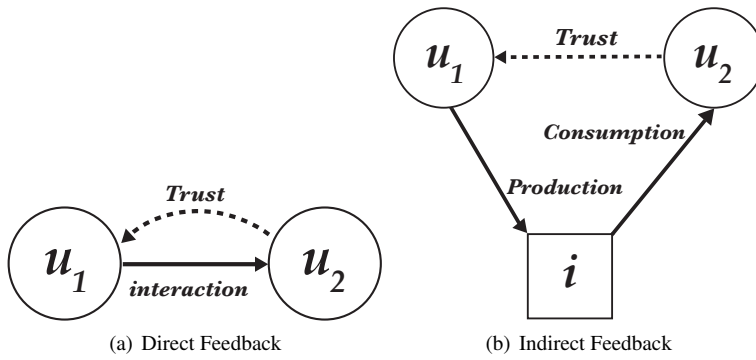 Trust
u1
interaction
u2
(a) Direct Feedback
u1
Trust
u2
Consumption
Production
i
(b) Indirect Feedback